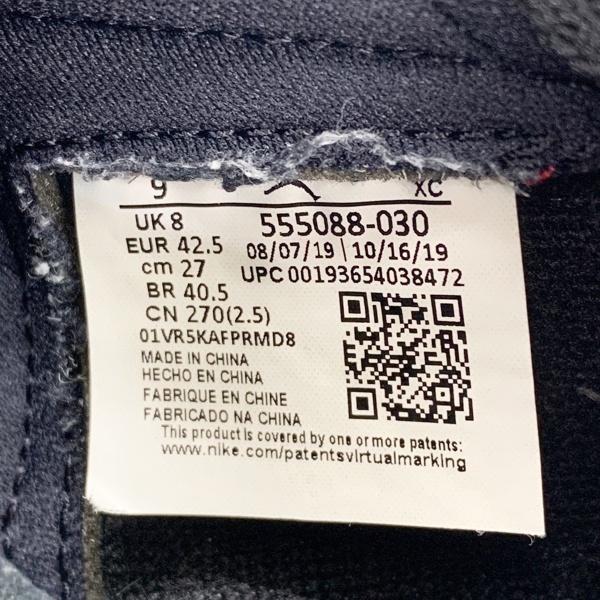 9 XC
UK 8 555088-030
EUR 42.5 08/07/19 | 10/16/19
cm 27 UPC 00193654038472
BR 40.5
CN 270(2.5)
01VR5KAFPRMD8
MADE IN CHINA
HECHO EN CHINA
FABRIQUE EN CHINE
FABRICADO NA CHINA
This product is covered by one or more patents:
www.nike.com/patentsvirtualmarking